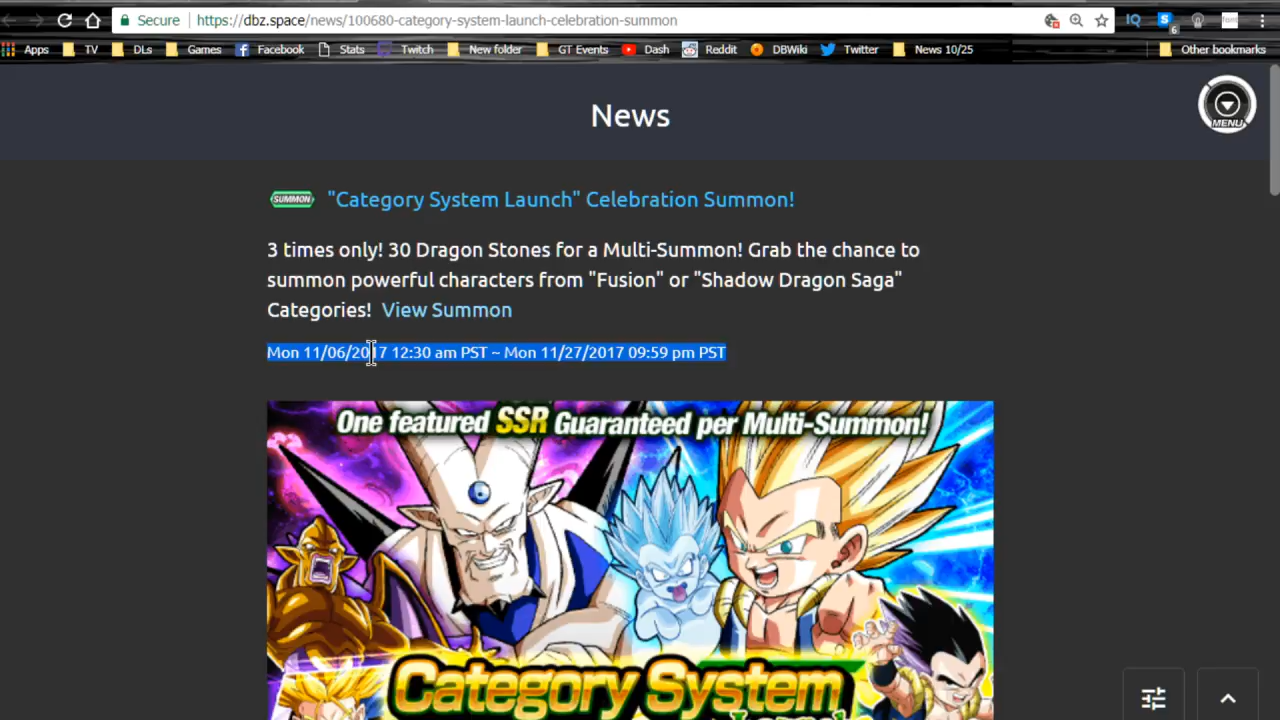 Secure https://dbz.space/news/100680-category-system-launch-celebration-summon
IQ S 6
Apps TV DLs Games Facebook Stats Twitch New folder GT Events Dash Reddit DBWiki Twitter News 10/25 Other bookmarks
News
MENU
SUMMON "Category System Launch" Celebration Summon!
3 times only! 30 Dragon Stones for a Multi-Summon! Grab the chance to
summon powerful characters from "Fusion" or "Shadow Dragon Saga"
Categories! View Summon
Mon 11/06/2017 12:30 am PST ~ Mon 11/27/2017 09:59 pm PST
One featured SSR Guaranteed per Multi-Summon!
Category System